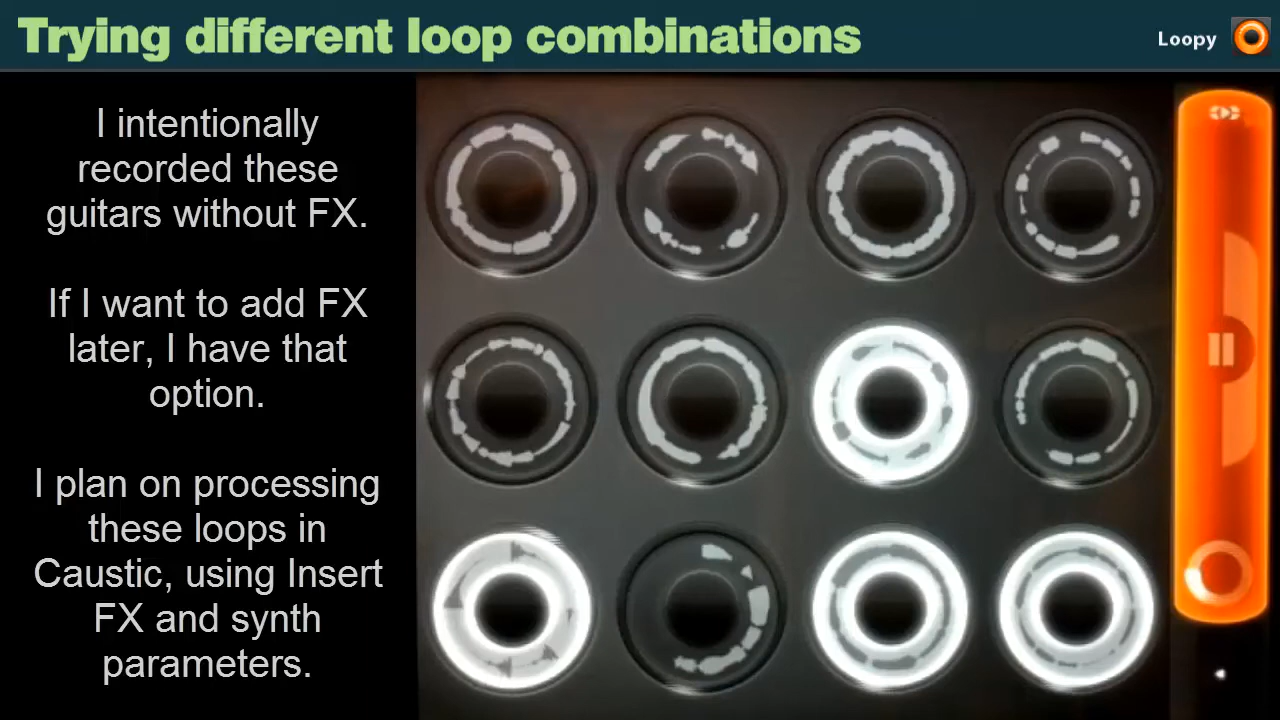 Trying different loop combinations
Loopy
I intentionally
recorded these
guitars without FX.
If I want to add FX
later, I have that
option.
I plan on processing
these loops in
Caustic, using Insert
FX and synth
parameters.